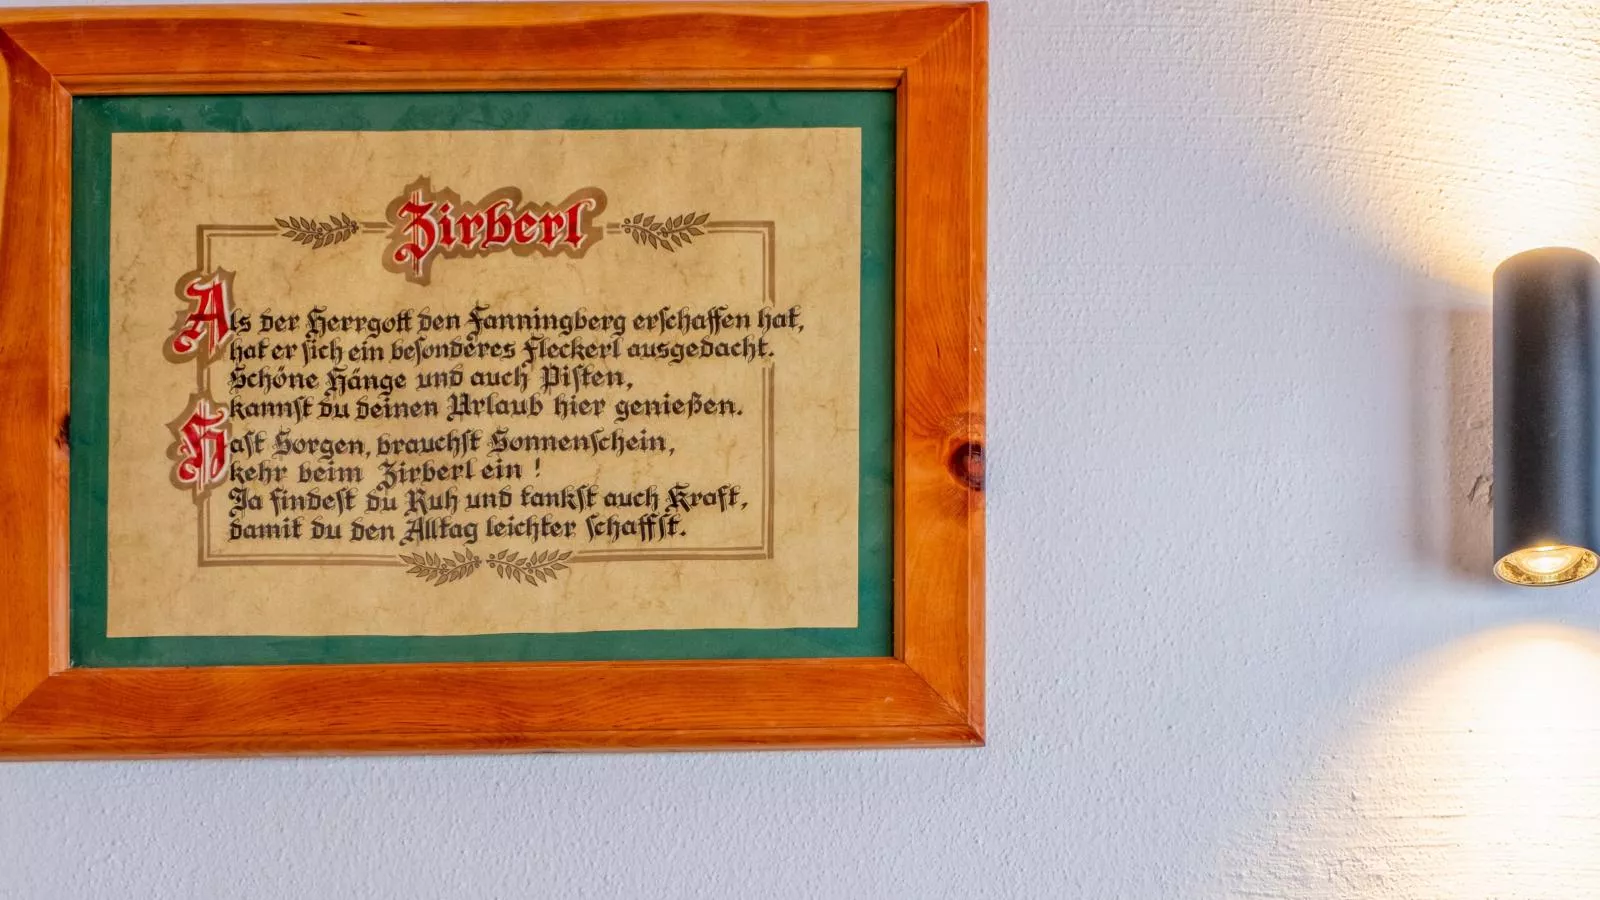 Zirberl
Als der Herrgott den Fanningberg erschaffen hat,
hat er sich ein besonderes Fleckerl ausgedacht.
Schöne Hänge und auch Pisten,
kannst du deinen Urlaub hier genießen.
Hast Sorgen, brauchst Sonnenschein,
kehr beim Zirberl ein !
Da findest du Ruh und tankst auch Kraft,
damit du den Alltag leichter schaffst.